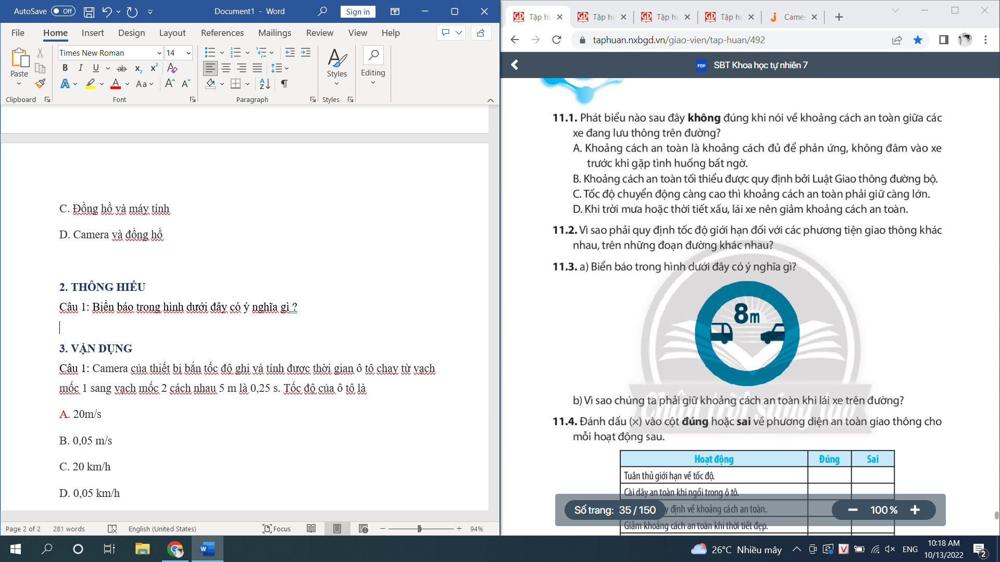 AutoSave Off Document1 - Word Sign in
File Home Insert Design Layout References Mailings Review View Help
Times New Roman 14
Paste Styles Editing
B I U ab x₂ x² A
A A Aa A A
Clipboard Font Paragraph Styles
C. Đồng hồ và máy tính
D. Camera và đồng hồ
2. THÔNG HIỂU
Câu 1: Biển báo trong hình dưới đây có ý nghĩa gì ?
3. VẬN DỤNG
Câu 1: Camera của thiết bị bắn tốc độ ghi và tính được thời gian ô tô chạy từ vạch
mốc 1 sang vạch mốc 2 cách nhau 5 m là 0,25 s. Tốc độ của ô tô là
A. 20m/s
B. 0,05 m/s
C. 20 km/h
D. 0,05 km/h
Page 2 of 2 281 words English (United States) Focus 94%
Tập hu Tập hu Tập hu Tập hu Came
taphuan.nxbgd.vn/giao-vien/tap-huan/492
PDF SBT Khoa học tự nhiên 7
11.1. Phát biểu nào sau đây không đúng khi nói về khoảng cách an toàn giữa các
xe đang lưu thông trên đường?
A. Khoảng cách an toàn là khoảng cách đủ để phản ứng, không đâm vào xe
trước khi gặp tình huống bất ngờ.
B. Khoảng cách an toàn tối thiểu được quy định bởi Luật Giao thông đường bộ.
C. Tốc độ chuyển động càng cao thì khoảng cách an toàn phải giữ càng lớn.
D. Khi trời mưa hoặc thời tiết xấu, lái xe nên giảm khoảng cách an toàn.
11.2. Vì sao phải quy định tốc độ giới hạn đối với các phương tiện giao thông khác
nhau, trên những đoạn đường khác nhau?
11.3. a) Biển báo trong hình dưới đây có ý nghĩa gì?
8m
b) Vì sao chúng ta phải giữ khoảng cách an toàn khi lái xe trên đường?
Chân trời sáng tạo
11.4. Đánh dấu (×) vào cột đúng hoặc sai về phương diện an toàn giao thông cho
mỗi hoạt động sau.
Hoạt động Đúng Sai
Tuân thủ giới hạn về tốc độ.
Cài dây an toàn khi ngồi trong ô tô.
định về khoảng cách an toàn.
Giảm khoảng cách an toàn khi thời tiết đẹp.
Số trang: 35 / 150 100 %
26°C Nhiều mây ENG 10:18 AM
10/13/2022 2